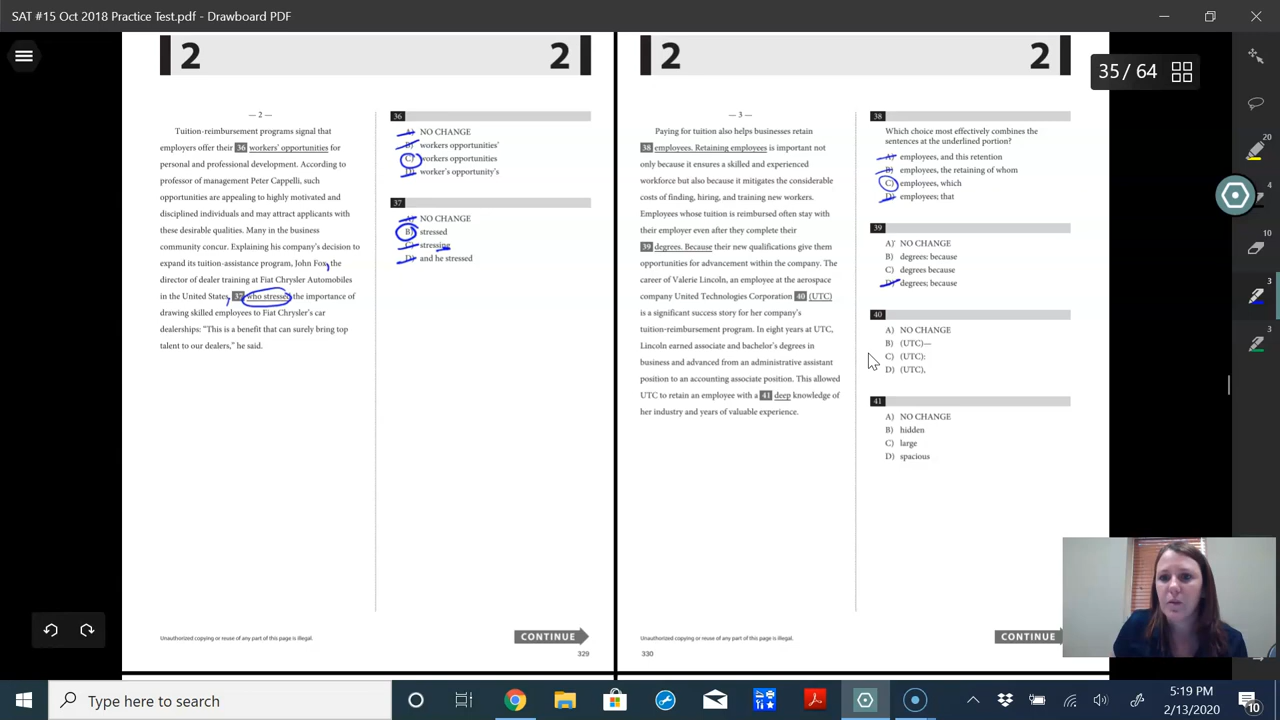 SAT #15 Oct 2018 Practice Test
35 / 64
2
2
— 2 —
Tuition-reimbursement programs signal that
employers offer their 36 workers' opportunities for
personal and professional development. According to
professor of management Peter Cappelli, such
opportunities are appealing to highly motivated and
disciplined individuals and may attract applicants with
these desirable qualities. Many in the business
community concur. Explaining his company's decision to
expand its tuition-assistance program, John Fox, the
director of dealer training at Fiat Chrysler Automobiles
in the United States, 37 who stressed the importance of
drawing skilled employees to Fiat Chrysler's car
dealerships: "This is a benefit that can surely bring top
talent to our dealers," he said.
36
A) NO CHANGE
B) workers opportunities'
C) workers opportunities
D) worker's opportunity's
37
A) NO CHANGE
B) stressed
C) stressing
D) and he stressed
Unauthorized copying or reuse of any part of this page is illegal.
CONTINUE
329
2
2
— 3 —
Paying for tuition also helps businesses retain
38 employees. Retaining employees is important not
only because it ensures a skilled and experienced
workforce but also because it mitigates the considerable
costs of finding, hiring, and training new workers.
Employees whose tuition is reimbursed often stay with
their employer even after they complete their
39 degrees. Because their new qualifications give them
opportunities for advancement within the company. The
career of Valerie Lincoln, an employee at the aerospace
company United Technologies Corporation 40 (UTC)
is a significant success story for her company's
tuition-reimbursement program. In eight years at UTC,
Lincoln earned associate and bachelor's degrees in
business and advanced from an administrative assistant
position to an accounting associate position. This allowed
UTC to retain an employee with a 41 deep knowledge of
her industry and years of valuable experience.
38
Which choice most effectively combines the
sentences at the underlined portion?
A) employees, and this retention
B) employees, the retaining of whom
C) employees, which
D) employees; that
39
A) NO CHANGE
B) degrees: because
C) degrees because
D) degrees; because
40
A) NO CHANGE
B) (UTC)—
C) (UTC):
D) (UTC),
41
A) NO CHANGE
B) hidden
C) large
D) spacious
Unauthorized copying or reuse of any part of this page is illegal.
CONTINUE
330
10
Type here to search
5:19 PM
2/13/2020
10